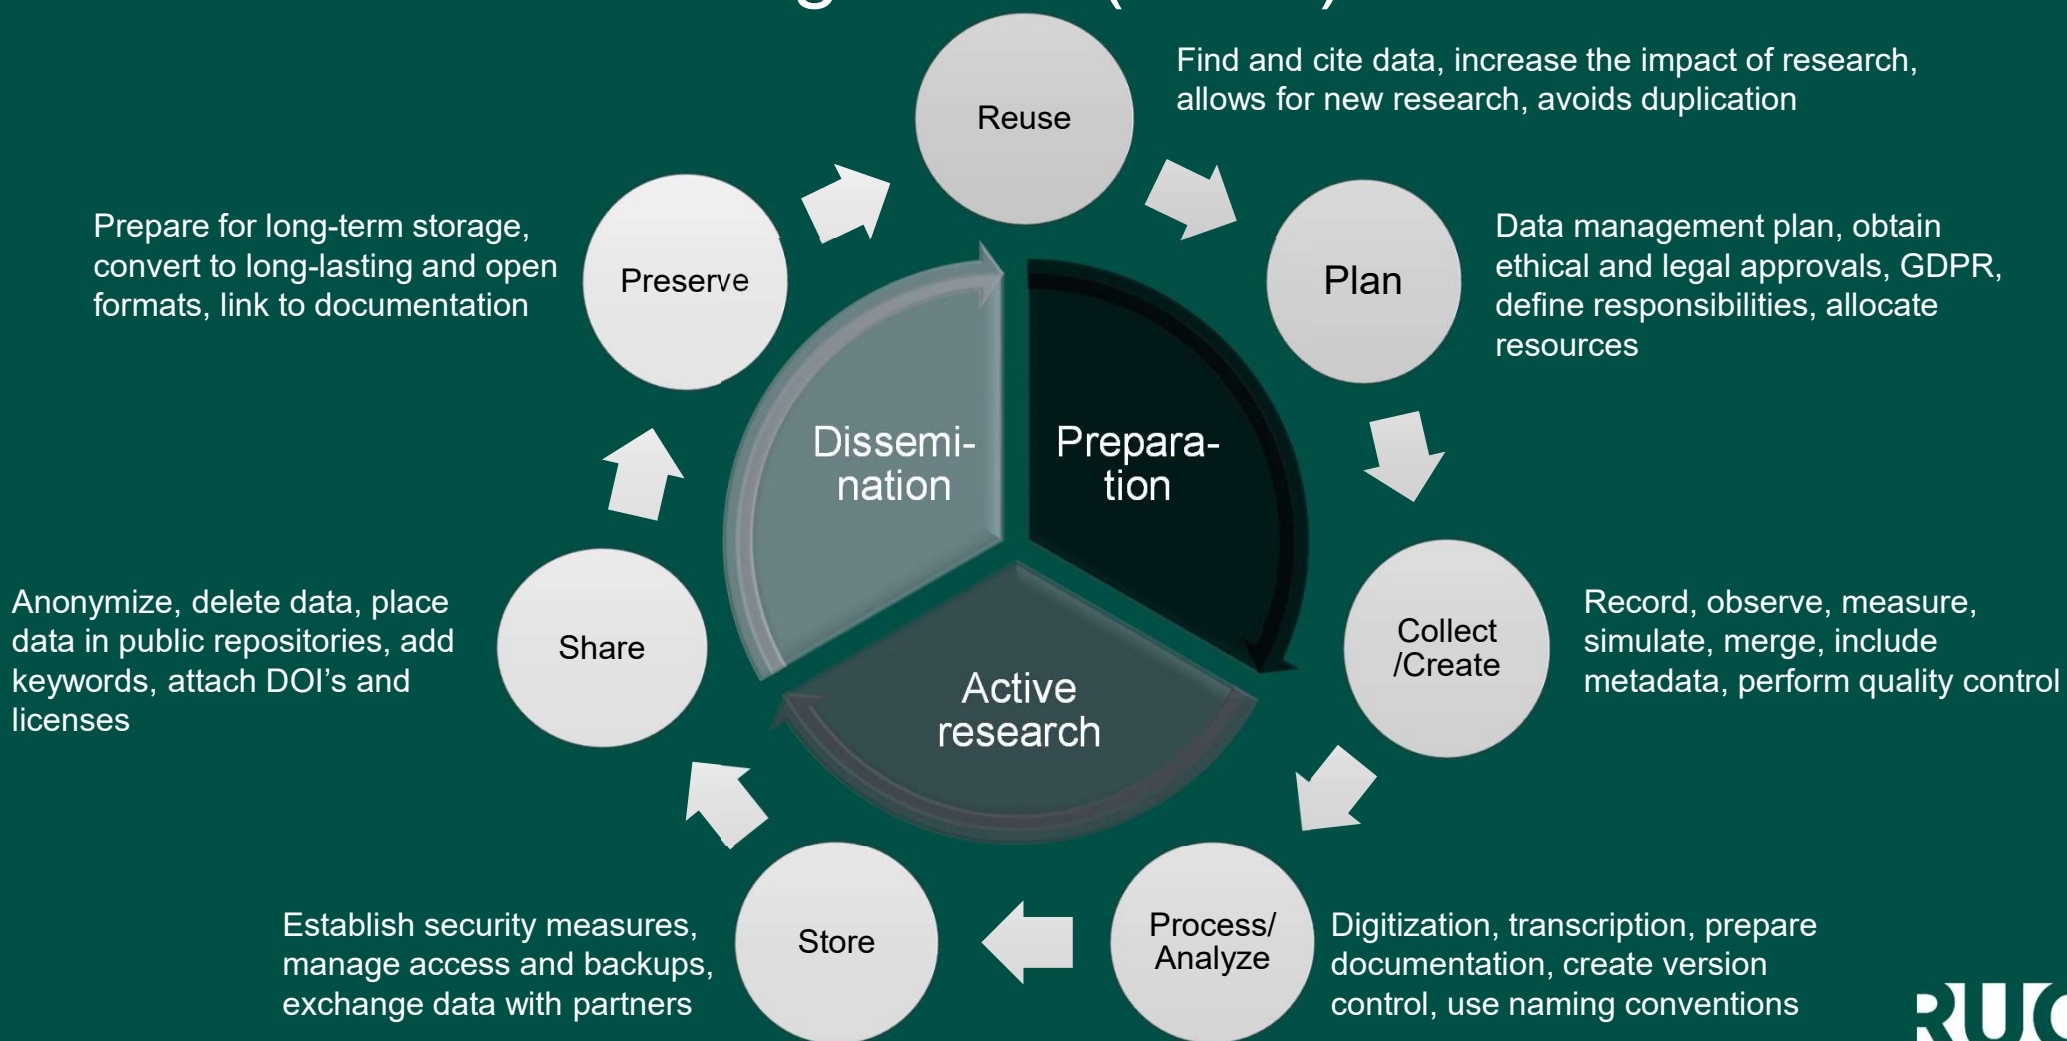 Reuse
Find and cite data, increase the impact of research,
allows for new research, avoids duplication
Plan
Data management plan, obtain
ethical and legal approvals, GDPR,
define responsibilities, allocate
resources
Collect
/Create
Record, observe, measure,
simulate, merge, include
metadata, perform quality control
Process/
Analyze
Digitization, transcription, prepare
documentation, create version
control, use naming conventions
Store
Establish security measures,
manage access and backups,
exchange data with partners
Share
Anonymize, delete data, place
data in public repositories, add
keywords, attach DOI's and
licenses
Preserve
Prepare for long-term storage,
convert to long-lasting and open
formats, link to documentation
Dissemi-
nation
Prepara-
tion
Active
research
RUC